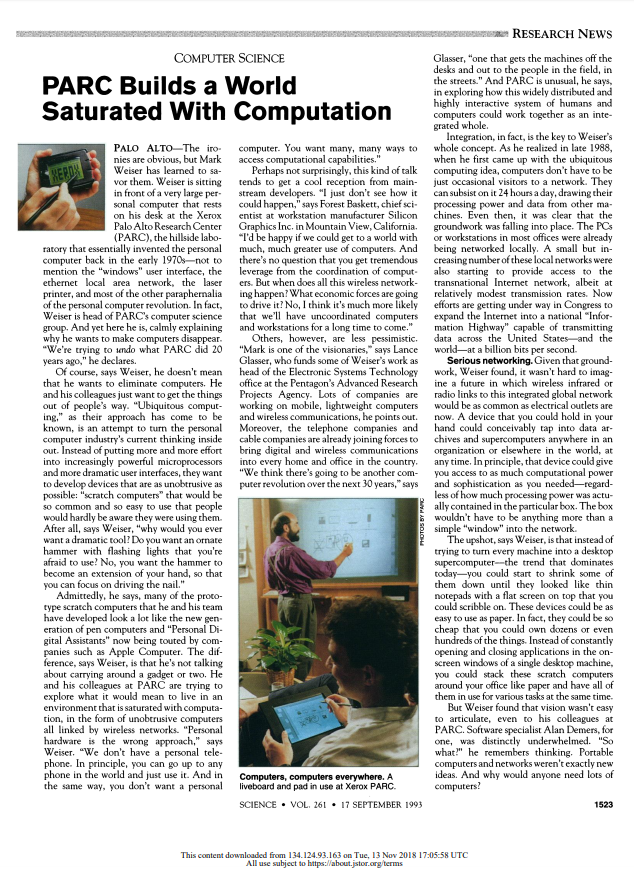 RESEARCH NEWS
COMPUTER SCIENCE
PARC Builds a World
Saturated With Computation
XEROX
PALO ALTO—The iro-
nies are obvious, but Mark
Weiser has learned to sa-
vor them. Weiser is sitting
in front of a very large per-
sonal computer that rests
on his desk at the Xerox
Palo Alto Research Center
(PARC), the hillside labo-
ratory that essentially invented the personal
computer back in the early 1970s—not to
mention the "windows" user interface, the
ethernet local area network, the laser
printer, and most of the other paraphernalia
of the personal computer revolution. In fact,
Weiser is head of PARC's computer science
group. And yet here he is, calmly explaining
why he wants to make computers disappear.
"We're trying to undo what PARC did 20
years ago," he declares.
Of course, says Weiser, he doesn't mean
that he wants to eliminate computers. He
and his colleagues just want to get the things
out of people's way. "Ubiquitous comput-
ing," as their approach has come to be
known, is an attempt to turn the personal
computer industry's current thinking inside
out. Instead of putting more and more effort
into increasingly powerful microprocessors
and more dramatic user interfaces, they want
to develop devices that are as unobtrusive as
possible: "scratch computers" that would be
so common and so easy to use that people
would hardly be aware they were using them.
After all, says Weiser, "why would you ever
want a dramatic tool? Do you want an ornate
hammer with flashing lights that you're
afraid to use? No, you want the hammer to
become an extension of your hand, so that
you can focus on driving the nail."
Admittedly, he says, many of the proto-
type scratch computers that he and his team
have developed look a lot like the new gen-
eration of pen computers and "Personal Di-
gital Assistants" now being touted by com-
panies such as Apple Computer. The dif-
ference, says Weiser, is that he's not talking
about carrying around a gadget or two. He
and his colleagues at PARC are trying to
explore what it would mean to live in an
environment that is saturated with computa-
tion, in the form of unobtrusive computers
all linked by wireless networks. "Personal
hardware is the wrong approach," says
Weiser. "We don't have a personal tele-
phone. In principle, you can go up to any
phone in the world and just use it. And in
the same way, you don't want a personal
computer. You want many, many ways to
access computational capabilities."
Perhaps not surprisingly, this kind of talk
tends to get a cool reception from main-
stream developers. "I just don't see how it
could happen," says Forest Baskett, chief sci-
entist at workstation manufacturer Silicon
Graphics Inc. in Mountain View, California.
"I'd be happy if we could get to a world with
much, much greater use of computers. And
there's no question that you get tremendous
leverage from the coordination of comput-
ers. But when does all this wireless network-
ing happen? What economic forces are going
to drive it? No, I think it's much more likely
that we'll have uncoordinated computers
and workstations for a long time to come."
Others, however, are less pessimistic.
"Mark is one of the visionaries," says Lance
Glasser, who funds some of Weiser's work as
head of the Electronic Systems Technology
office at the Pentagon's Advanced Research
Projects Agency. Lots of companies are
working on mobile, lightweight computers
and wireless communications, he points out.
Moreover, the telephone companies and
cable companies are already joining forces to
bring digital and wireless communications
into every home and office in the country.
"We think there's going to be another com-
puter revolution over the next 30 years," says
PHOTOS BY PARC
Computers, computers everywhere. A
liveboard and pad in use at Xerox PARC.
Glasser, "one that gets the machines off the
desks and out to the people in the field, in
the streets." And PARC is unusual, he says,
in exploring how this widely distributed and
highly interactive system of humans and
computers could work together as an inte-
grated whole.
Integration, in fact, is the key to Weiser's
whole concept. As he realized in late 1988,
when he first came up with the ubiquitous
computing idea, computers don't have to be
just occasional visitors to a network. They
can subsist on it 24 hours a day, drawing their
processing power and data from other ma-
chines. Even then, it was clear that the
groundwork was falling into place. The PCs
or workstations in most offices were already
being networked locally. A small but in-
creasing number of these local networks were
also starting to provide access to the
transnational Internet network, albeit at
relatively modest transmission rates. Now
efforts are getting under way in Congress to
expand the Internet into a national "Infor-
mation Highway" capable of transmitting
data across the United States—and the
world—at a billion bits per second.
Serious networking. Given that ground-
work, Weiser found, it wasn't hard to imag-
ine a future in which wireless infrared or
radio links to this integrated global network
would be as common as electrical outlets are
now. A device that you could hold in your
hand could conceivably tap into data ar-
chives and supercomputers anywhere in an
organization or elsewhere in the world, at
any time. In principle, that device could give
you access to as much computational power
and sophistication as you needed—regard-
less of how much processing power was actu-
ally contained in the particular box. The box
wouldn't have to be anything more than a
simple "window" into the network.
The upshot, says Weiser, is that instead of
trying to turn every machine into a desktop
supercomputer—the trend that dominates
today—you could start to shrink some of
them down until they looked like thin
notepads with a flat screen on top that you
could scribble on. These devices could be as
easy to use as paper. In fact, they could be so
cheap that you could own dozens or even
hundreds of the things. Instead of constantly
opening and closing applications in the on-
screen windows of a single desktop machine,
you could stack these scratch computers
around your office like paper and have all of
them in use for various tasks at the same time.
But Weiser found that vision wasn't easy
to articulate, even to his colleagues at
PARC. Software specialist Alan Demers, for
one, was distinctly underwhelmed. "So
what?" he remembers thinking. Portable
computers and networks weren't exactly new
ideas. And why would anyone need lots of
computers?
SCIENCE • VOL. 261 • 17 SEPTEMBER 1993
1523
This content downloaded from 134.124.93.163 on Tue, 13 Nov 2018 17:05:58 UTC
All use subject to https://about.jstor.org/terms